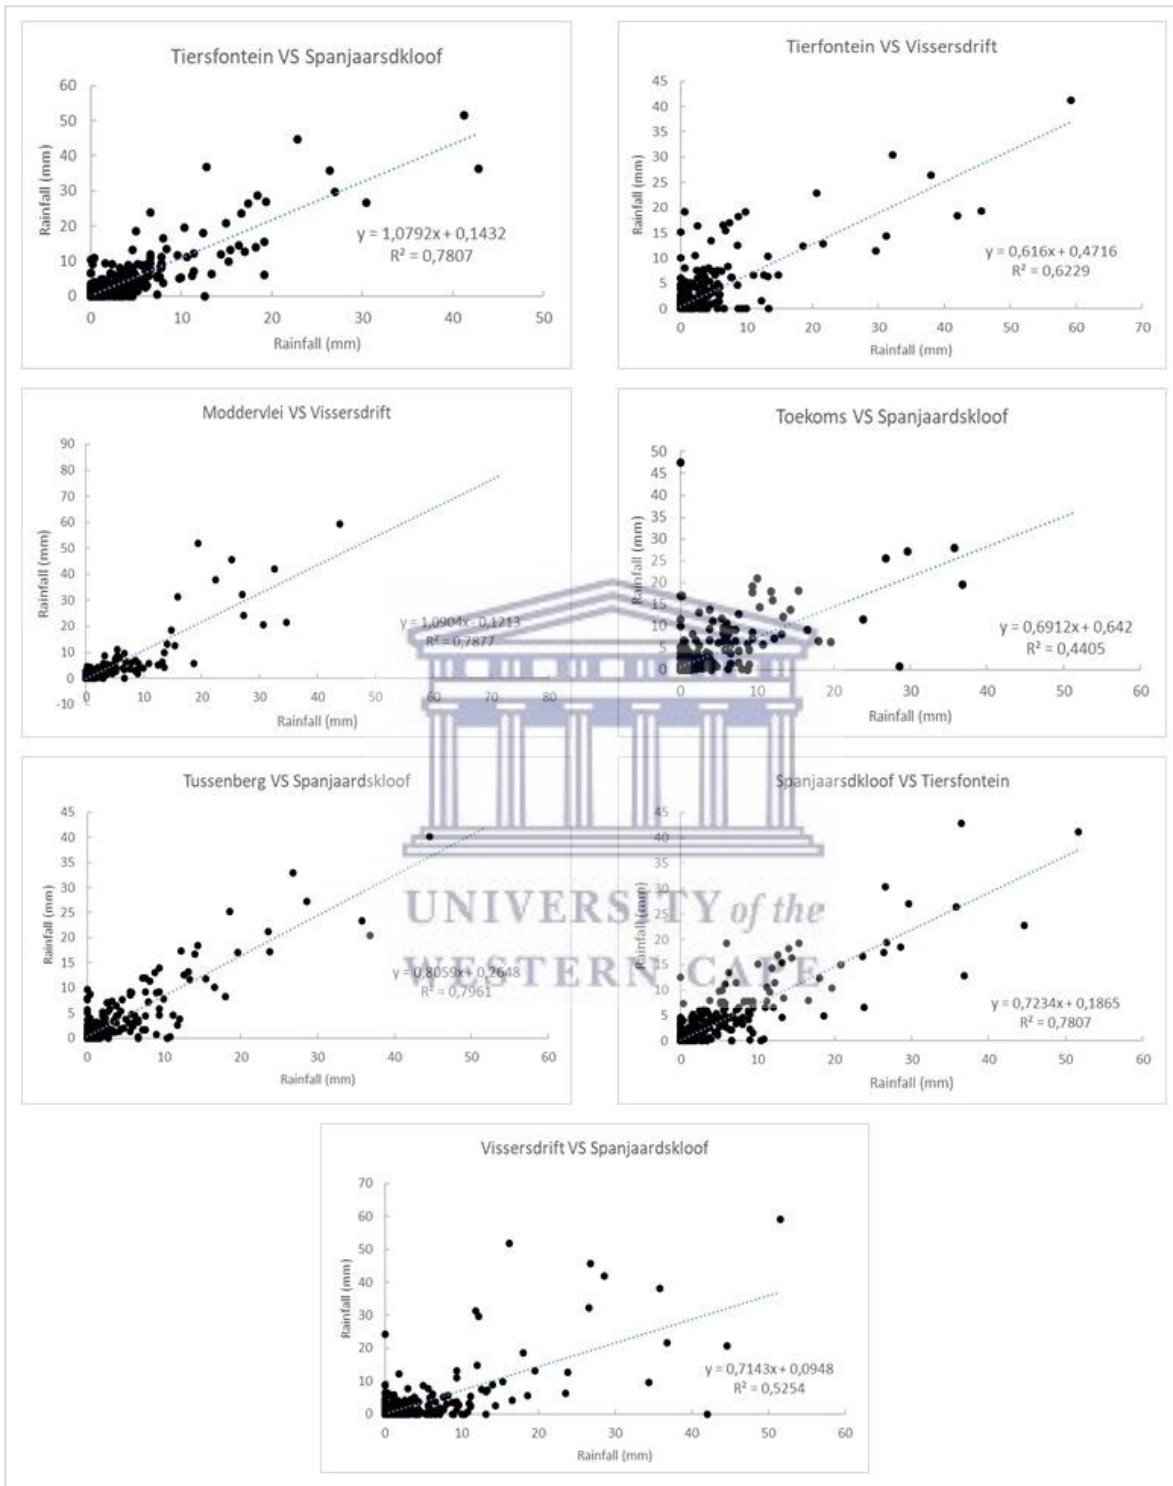 Tiersfontein VS Spanjaarsdkloof
60
50
40
30
20
10
0
Rainfall (mm)
y = 1,0792x + 0,1432
R² = 0,7807
0 10 20 30 40 50
Rainfall (mm)
Tierfontein VS Vissersdrift
45
40
35
30
25
20
15
10
5
0
Rainfall (mm)
y = 0,616x + 0,4716
R² = 0,6229
0 10 20 30 40 50 60 70
Rainfall (mm)
Moddervlei VS Vissersdrift
90
80
70
60
50
40
30
20
10
0
-10
Rainfall (mm)
y = 1,0904x - 0,1213
R² = 0,7877
0 10 20 30 40 50 60 70 80
Rainfall (mm)
Toekoms VS Spanjaardskloof
50
45
40
35
30
25
20
15
10
5
0
Rainfall (mm)
y = 0,6912x + 0,642
R² = 0,4405
0 10 20 30 40 50 60
Rainfall (mm)
Tussenberg VS Spanjaardskloof
45
40
35
30
25
20
15
10
5
0
Rainfall (mm)
y = 0,8059x + 0,2648
R² = 0,7961
0 10 20 30 40 50 60
Rainfall (mm)
Spanjaarsdkloof VS Tiersfontein
45
40
35
30
25
20
15
10
5
0
Rainfall (mm)
y = 0,7234x + 0,1865
R² = 0,7807
0 10 20 30 40 50 60
Rainfall (mm)
UNIVERSITY of the
WESTERN CAPE
Vissersdrift VS Spanjaardskloof
70
60
50
40
30
20
10
0
Rainfall (mm)
y = 0,7143x + 0,0948
R² = 0,5254
0 10 20 30 40 50 60
Rainfall (mm)